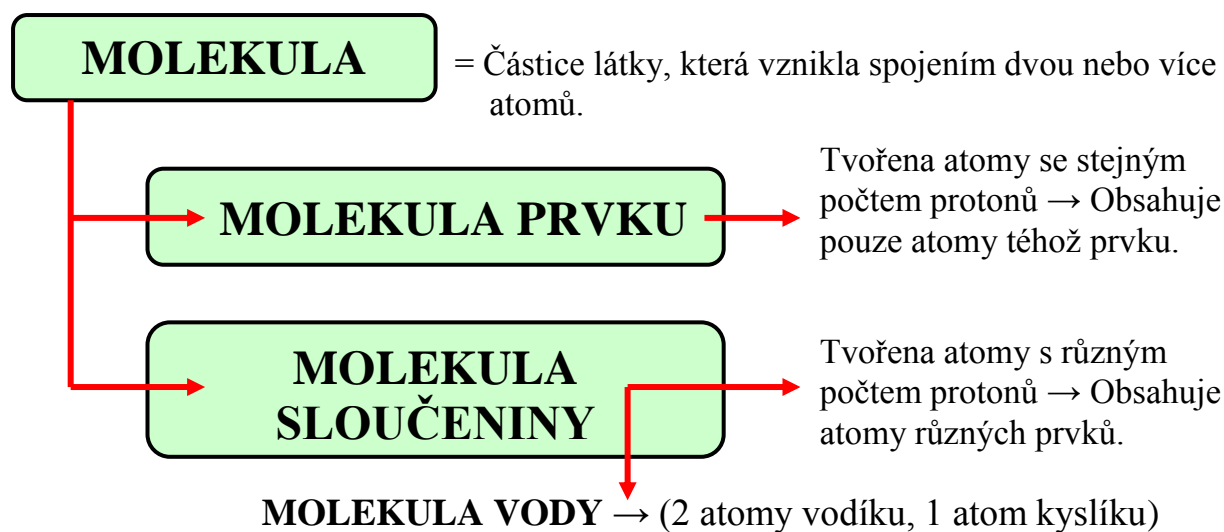 MOLEKULA
= Částice látky, která vznikla spojením dvou nebo více
atomů.
MOLEKULA PRVKU
Tvořena atomy se stejným
počtem protonů → Obsahuje
pouze atomy téhož prvku.
MOLEKULA
SLOUČENINY
Tvořena atomy s různým
počtem protonů → Obsahuje
atomy různých prvků.
MOLEKULA VODY → (2 atomy vodíku, 1 atom kyslíku)